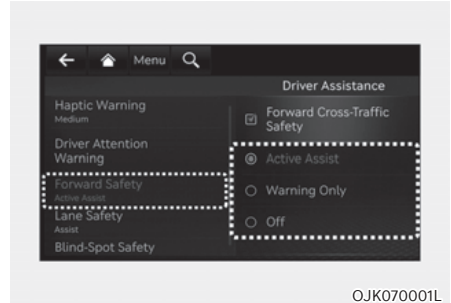 Menu
Driver Assistance
Haptic Warning
Medium
Driver Attention
Warning
Forward Safety
Active Assist
Lane Safety
Assist
Blind-Spot Safety
Forward Cross-Traffic
Safety
Active Assist
Warning Only
Off
OJK070001L